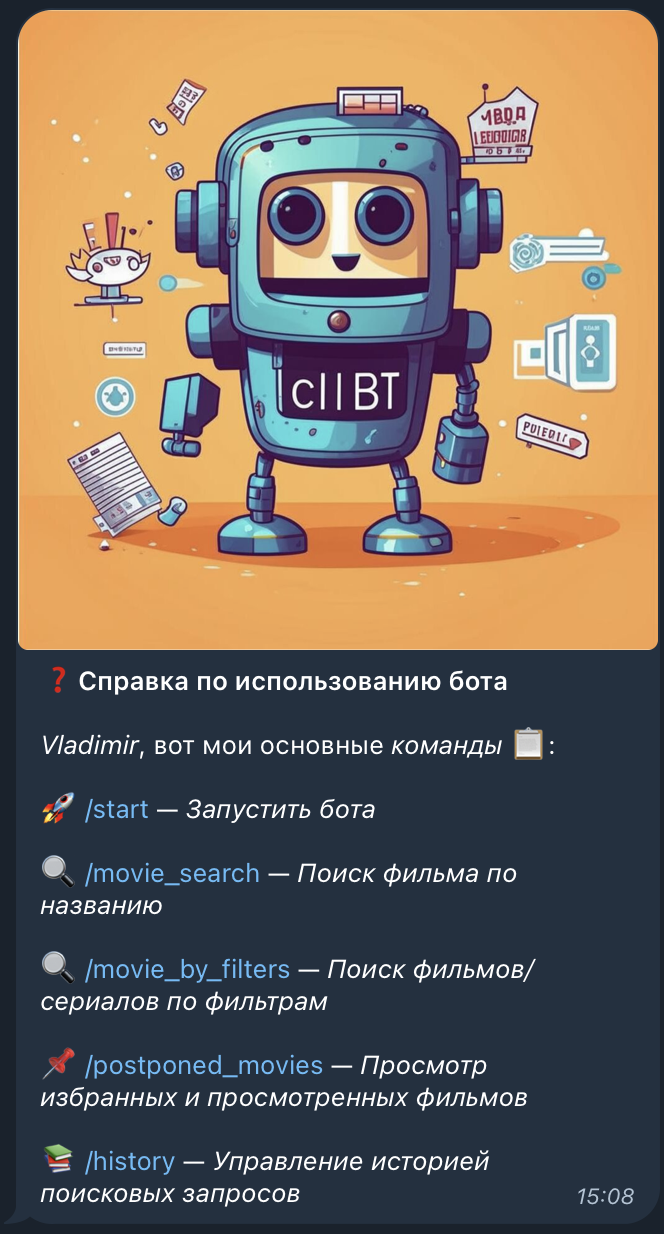 cIIBT
❓ Справка по использованию бота
Vladimir, вот мои основные команды 📋:
🚀 /start — Запустить бота
🔍 /movie_search — Поиск фильма по
названию
🔍 /movie_by_filters — Поиск фильмов/
сериалов по фильтрам
📌 /postponed_movies — Просмотр
избранных и просмотренных фильмов
📚 /history — Управление историей
поисковых запросов
15:08